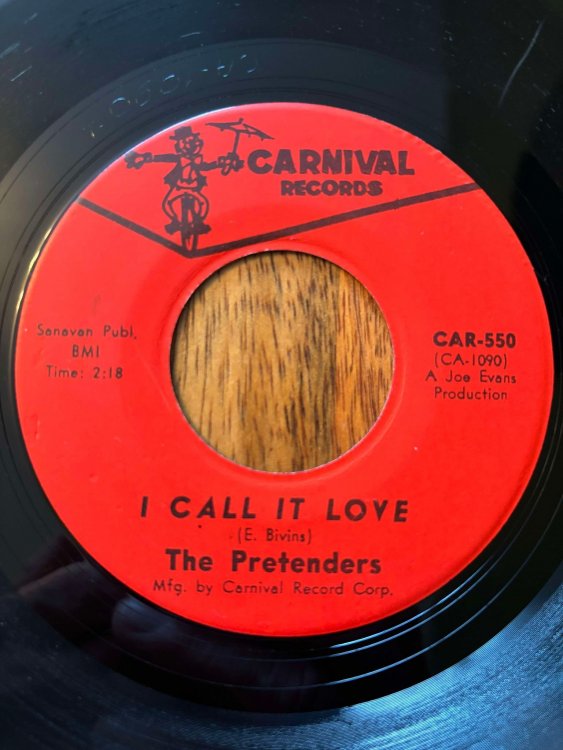 CARNIVAL
RECORDS
Sanavan Publ.
BMI
Time: 2:18
CAR-550
(CA-1090)
A Joe Evans
Production
I CALL IT LOVE
(E. Bivins)
The Pretenders
Mfg. by Carnival Record Corp.